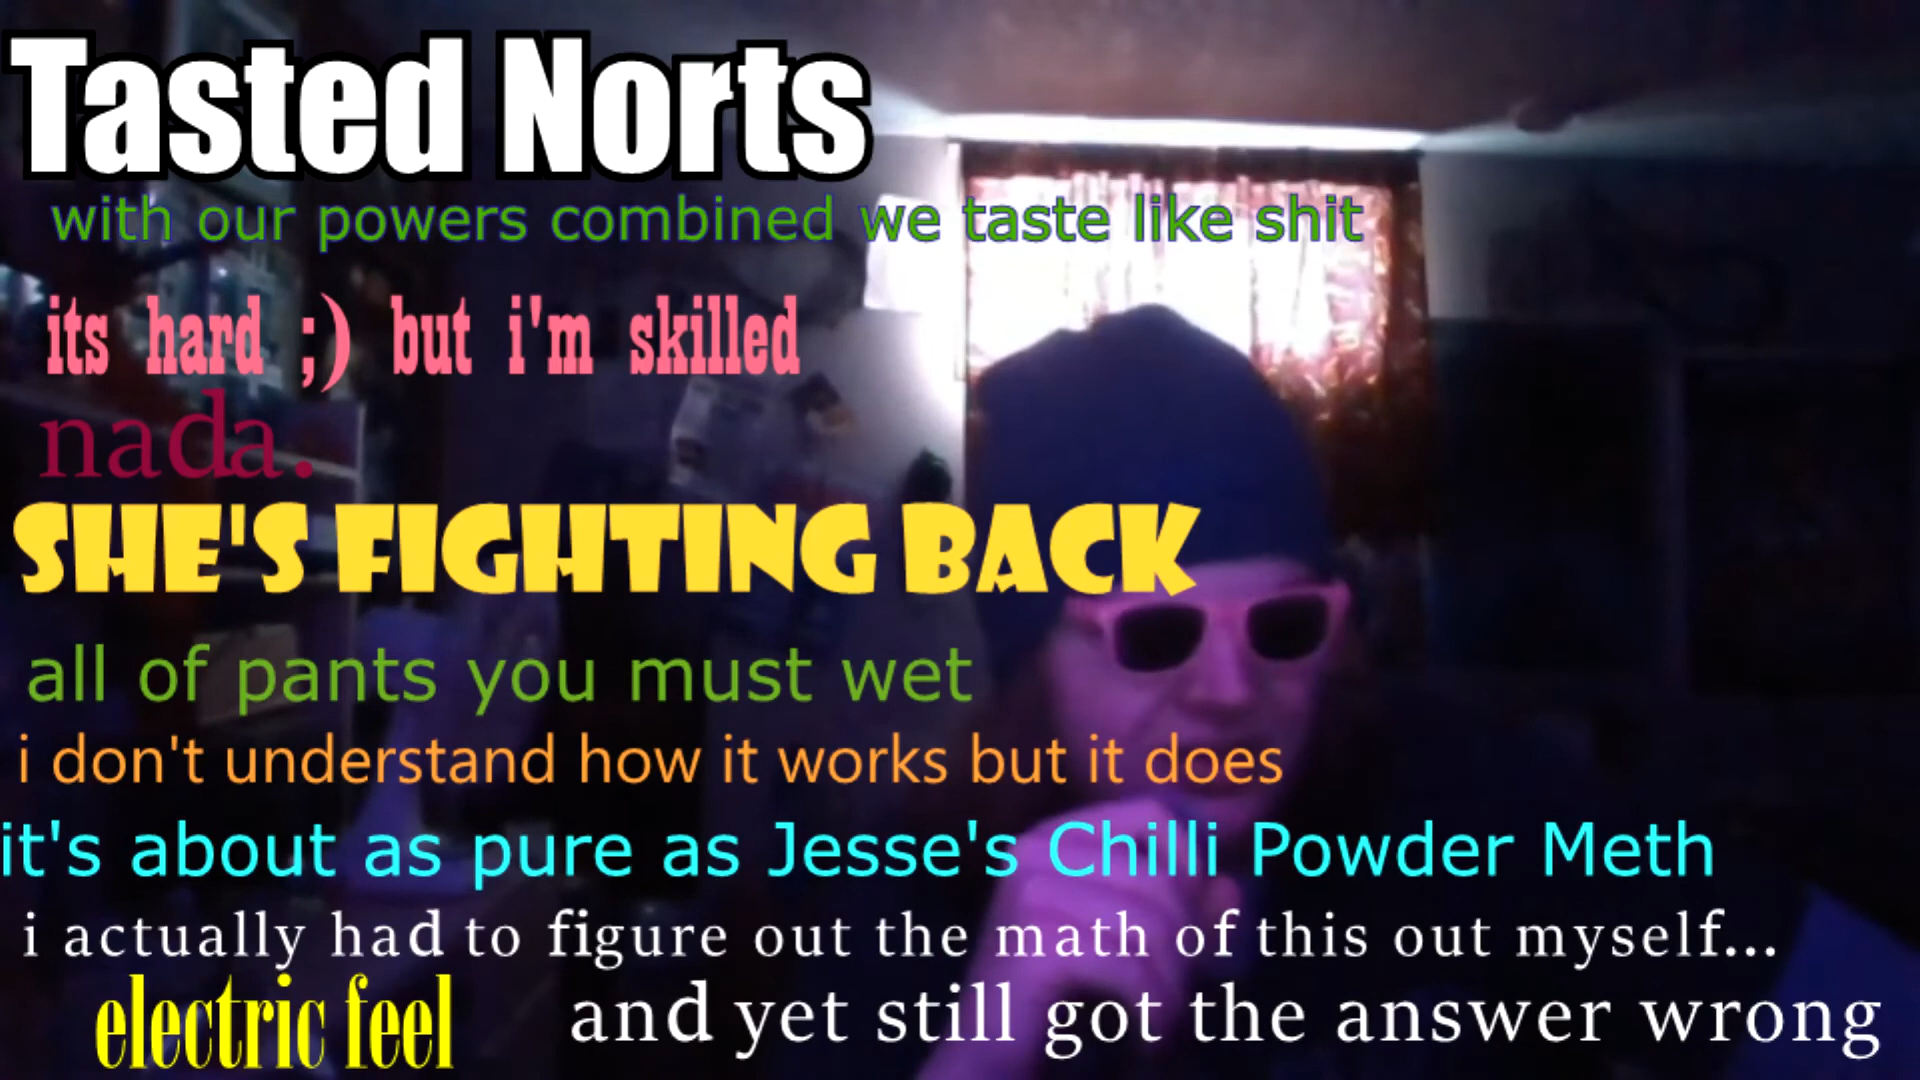 Tasted Norts
with our powers combined we taste like shit
its hard ;) but i'm skilled
nada.
SHE'S FIGHTING BACK
all of pants you must wet
i don't understand how it works but it does
it's about as pure as Jesse's Chilli Powder Meth
i actually had to figure out the math of this out myself...
electric feel
and yet still got the answer wrong